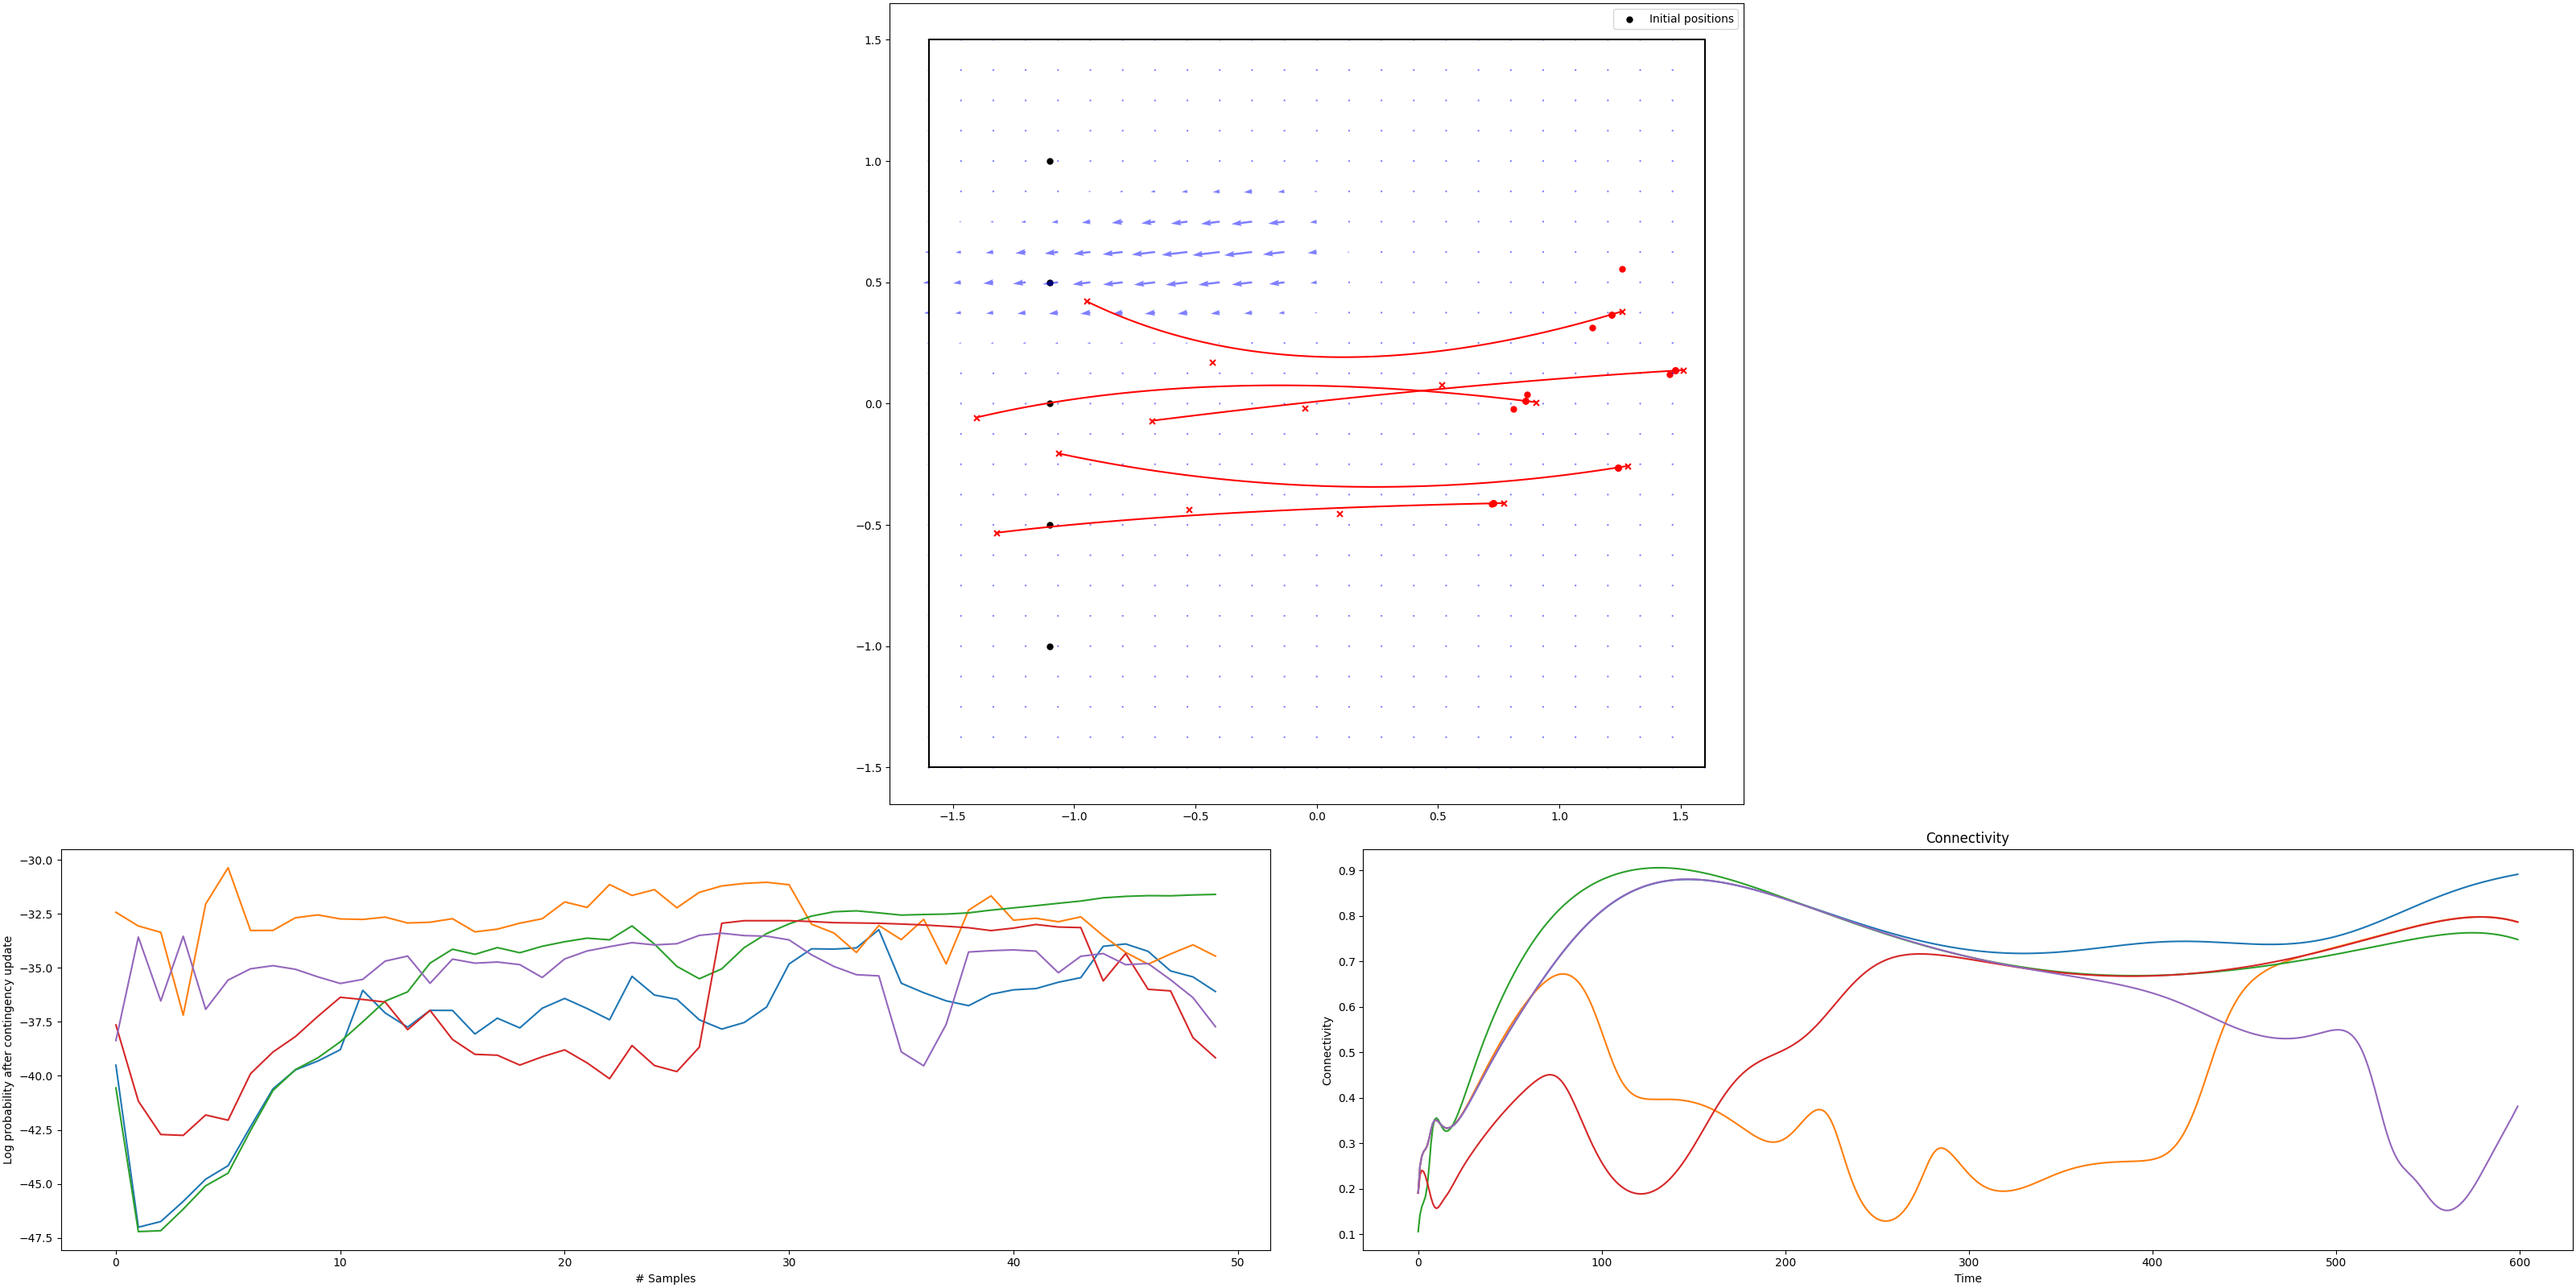 Initial positions
1.5
1.0
0.5
0.0
−0.5
−1.0
−1.5
−1.5 −1.0 −0.5 0.0 0.5 1.0 1.5
Log probability after contingency update
−30.0
−32.5
−35.0
−37.5
−40.0
−42.5
−45.0
−47.5
0 10 20 30 40 50
# Samples
Connectivity
Connectivity
0.9
0.8
0.7
0.6
0.5
0.4
0.3
0.2
0.1
0 100 200 300 400 500 600
Time